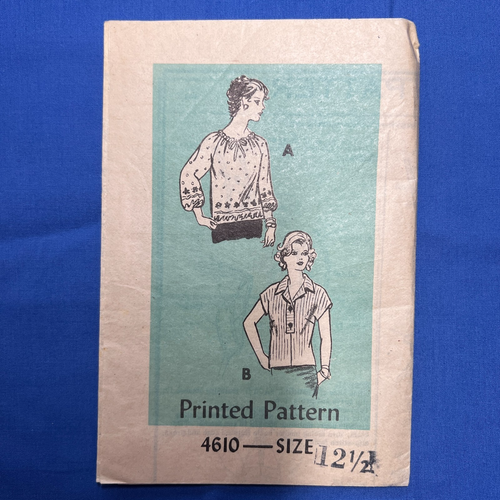 A
B
Printed Pattern
4610 — SIZE 12½